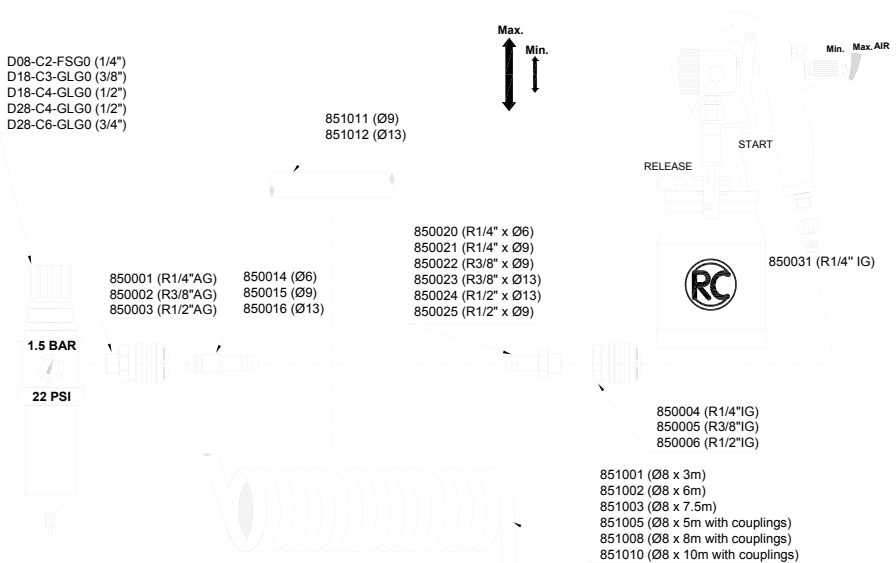 D08-C2-FSG0 (1/4")
D18-C3-GLG0 (3/8")
D18-C4-GLG0 (1/2")
D28-C4-GLG0 (1/2")
D28-C6-GLG0 (3/4")
Max.
Min.
Min. Max. AIR
851011 (Ø9)
851012 (Ø13)
START
RELEASE
850020 (R1/4" x Ø6)
850021 (R1/4" x Ø9)
850022 (R3/8" x Ø9)
850023 (R3/8" x Ø13)
850024 (R1/2" x Ø13)
850025 (R1/2" x Ø9)
850031 (R1/4" IG)
RC
850001 (R1/4"AG)
850002 (R3/8"AG)
850003 (R1/2"AG)
850014 (Ø6)
850015 (Ø9)
850016 (Ø13)
1.5 BAR
22 PSI
850004 (R1/4"IG)
850005 (R3/8"IG)
850006 (R1/2"IG)
851001 (Ø8 x 3m)
851002 (Ø8 x 6m)
851003 (Ø8 x 7.5m)
851005 (Ø8 x 5m with couplings)
851008 (Ø8 x 8m with couplings)
851010 (Ø8 x 10m with couplings)